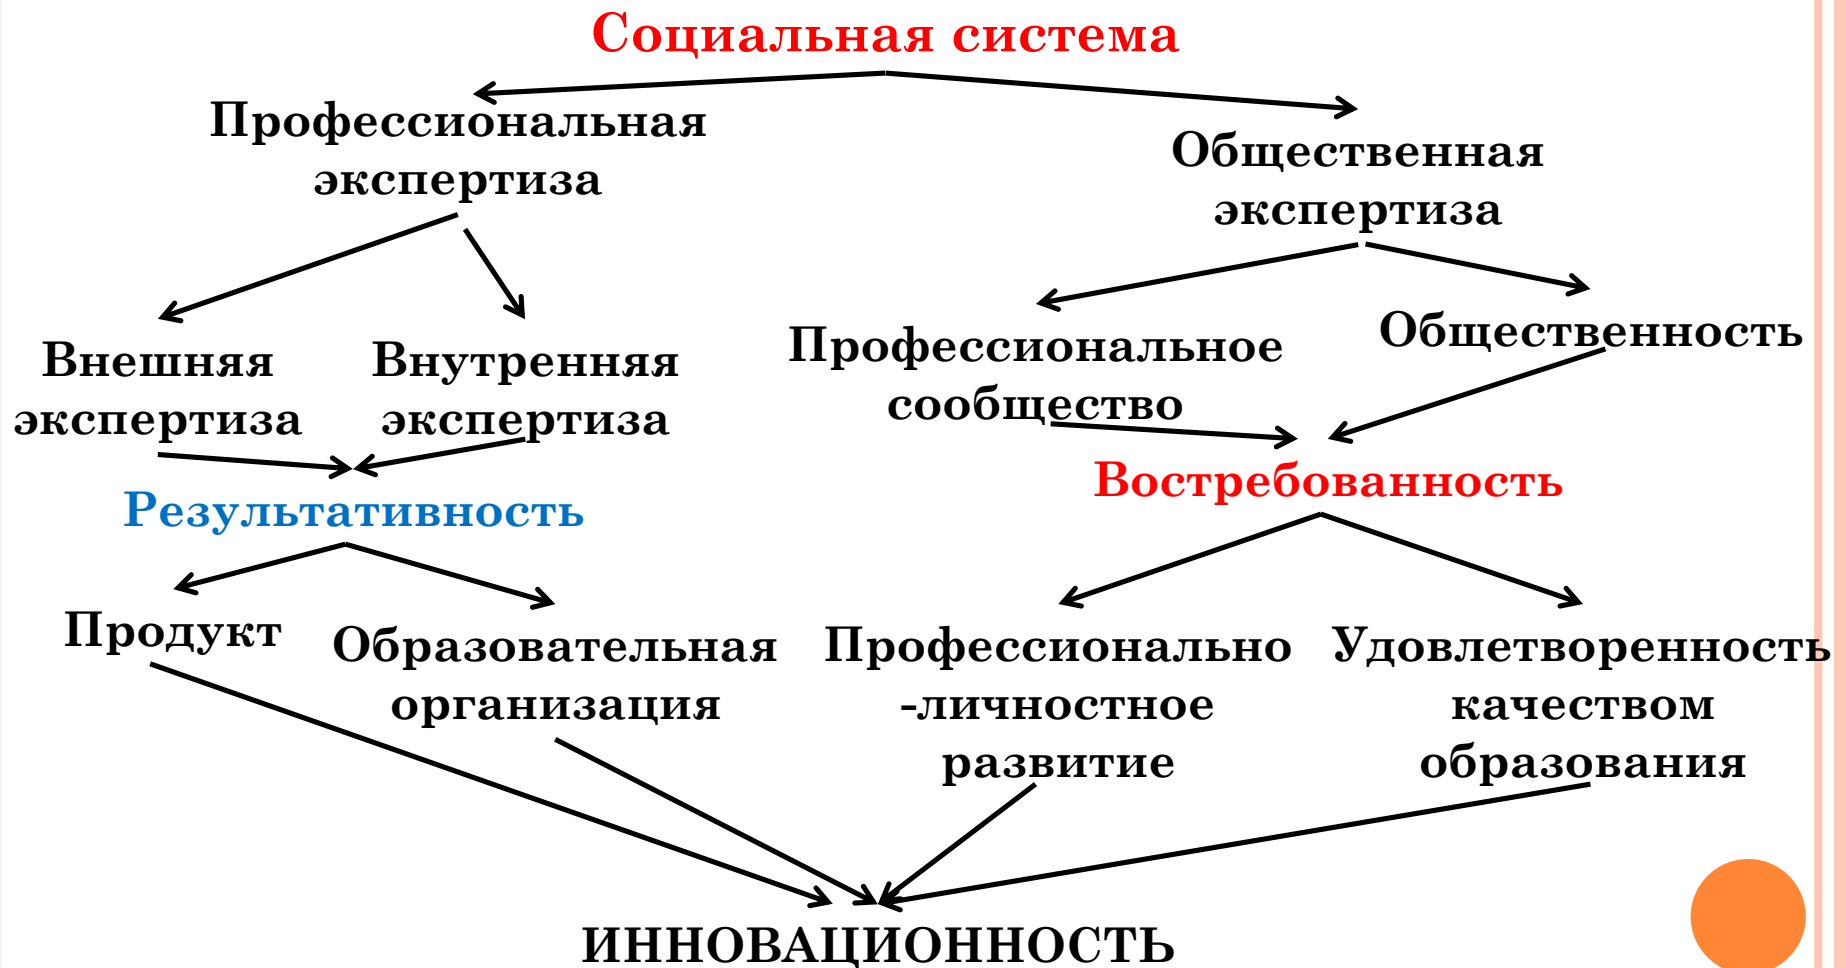 Социальная система
Профессиональная
экспертиза
Общественная
экспертиза
Внешняя
экспертиза
Внутренняя
экспертиза
Профессиональное
сообщество
Общественность
Результативность
Востребованность
Продукт
Образовательная
организация
Профессионально
-личностное
развитие
Удовлетворенность
качеством
образования
ИННОВАЦИОННОСТЬ